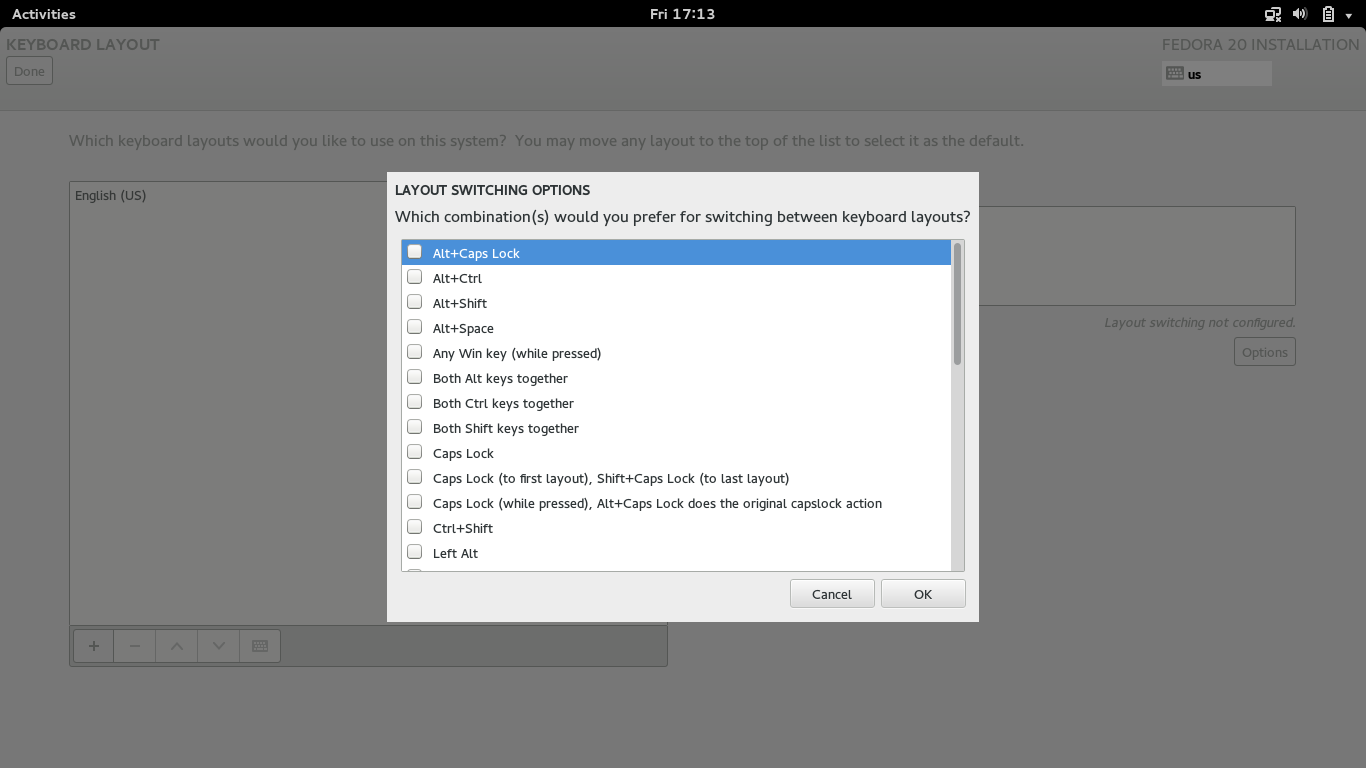 Activities
Fri 17:13
KEYBOARD LAYOUT
FEDORA 20 INSTALLATION
Done
us
Which keyboard layouts would you like to use on this system?  You may move any layout to the top of the list to select it as the default.
English (US)
LAYOUT SWITCHING OPTIONS
Which combination(s) would you prefer for switching between keyboard layouts?
Alt+Caps Lock
Alt+Ctrl
Alt+Shift
Alt+Space
Any Win key (while pressed)
Both Alt keys together
Both Ctrl keys together
Both Shift keys together
Caps Lock
Caps Lock (to first layout), Shift+Caps Lock (to last layout)
Caps Lock (while pressed), Alt+Caps Lock does the original capslock action
Ctrl+Shift
Left Alt
Cancel
OK
Layout switching not configured.
Options